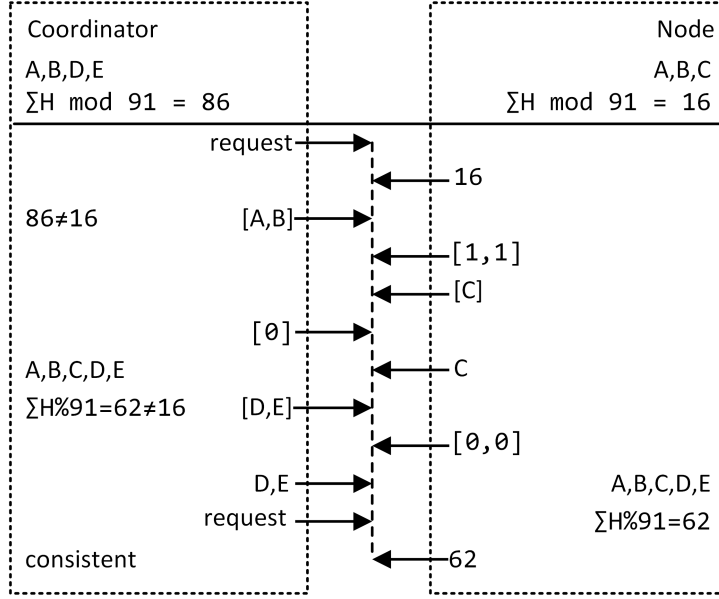 Coordinator Node
A,B,D,E A,B,C
∑H mod 91 = 86 ∑H mod 91 = 16
request
16
86≠16 [A,B]
[1,1]
[C]
[0]
A,B,C,D,E C
∑H%91=62≠16 [D,E]
[0,0]
D,E A,B,C,D,E
request ∑H%91=62
consistent 62